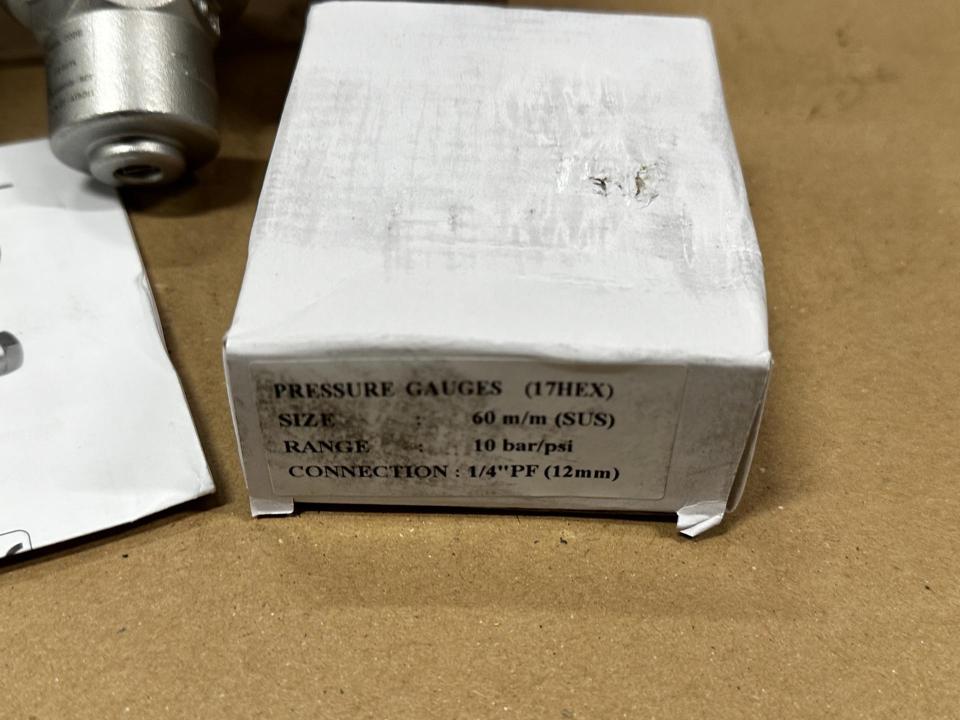 PRESSURE GAUGES (17HEX)
SIZE : 60 m/m (SUS)
RANGE : 10 bar/psi
CONNECTION : 1/4"PF (12mm)